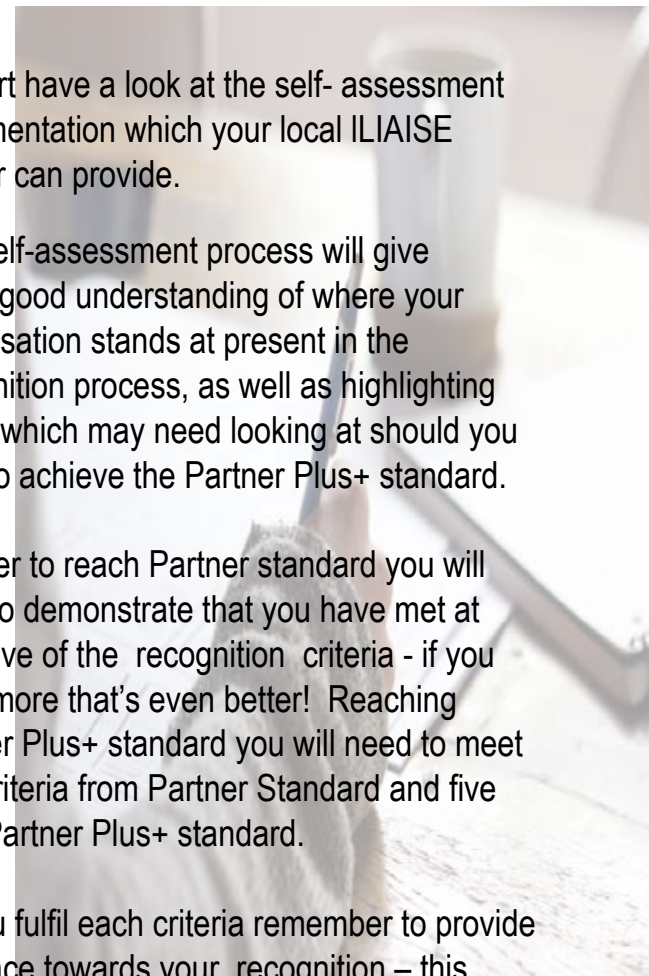 rt have a look at the self- assessment
mentation which your local ILIAISE
r can provide.
elf-assessment process will give
good understanding of where your
sation stands at present in the
nition process, as well as highlighting
which may need looking at should you
o achieve the Partner Plus+ standard.
er to reach Partner standard you will
o demonstrate that you have met at
ve of the recognition criteria - if you
more that's even better! Reaching
er Plus+ standard you will need to meet
riteria from Partner Standard and five
Partner Plus+ standard.
u fulfil each criteria remember to provide
nce towards your recognition – this